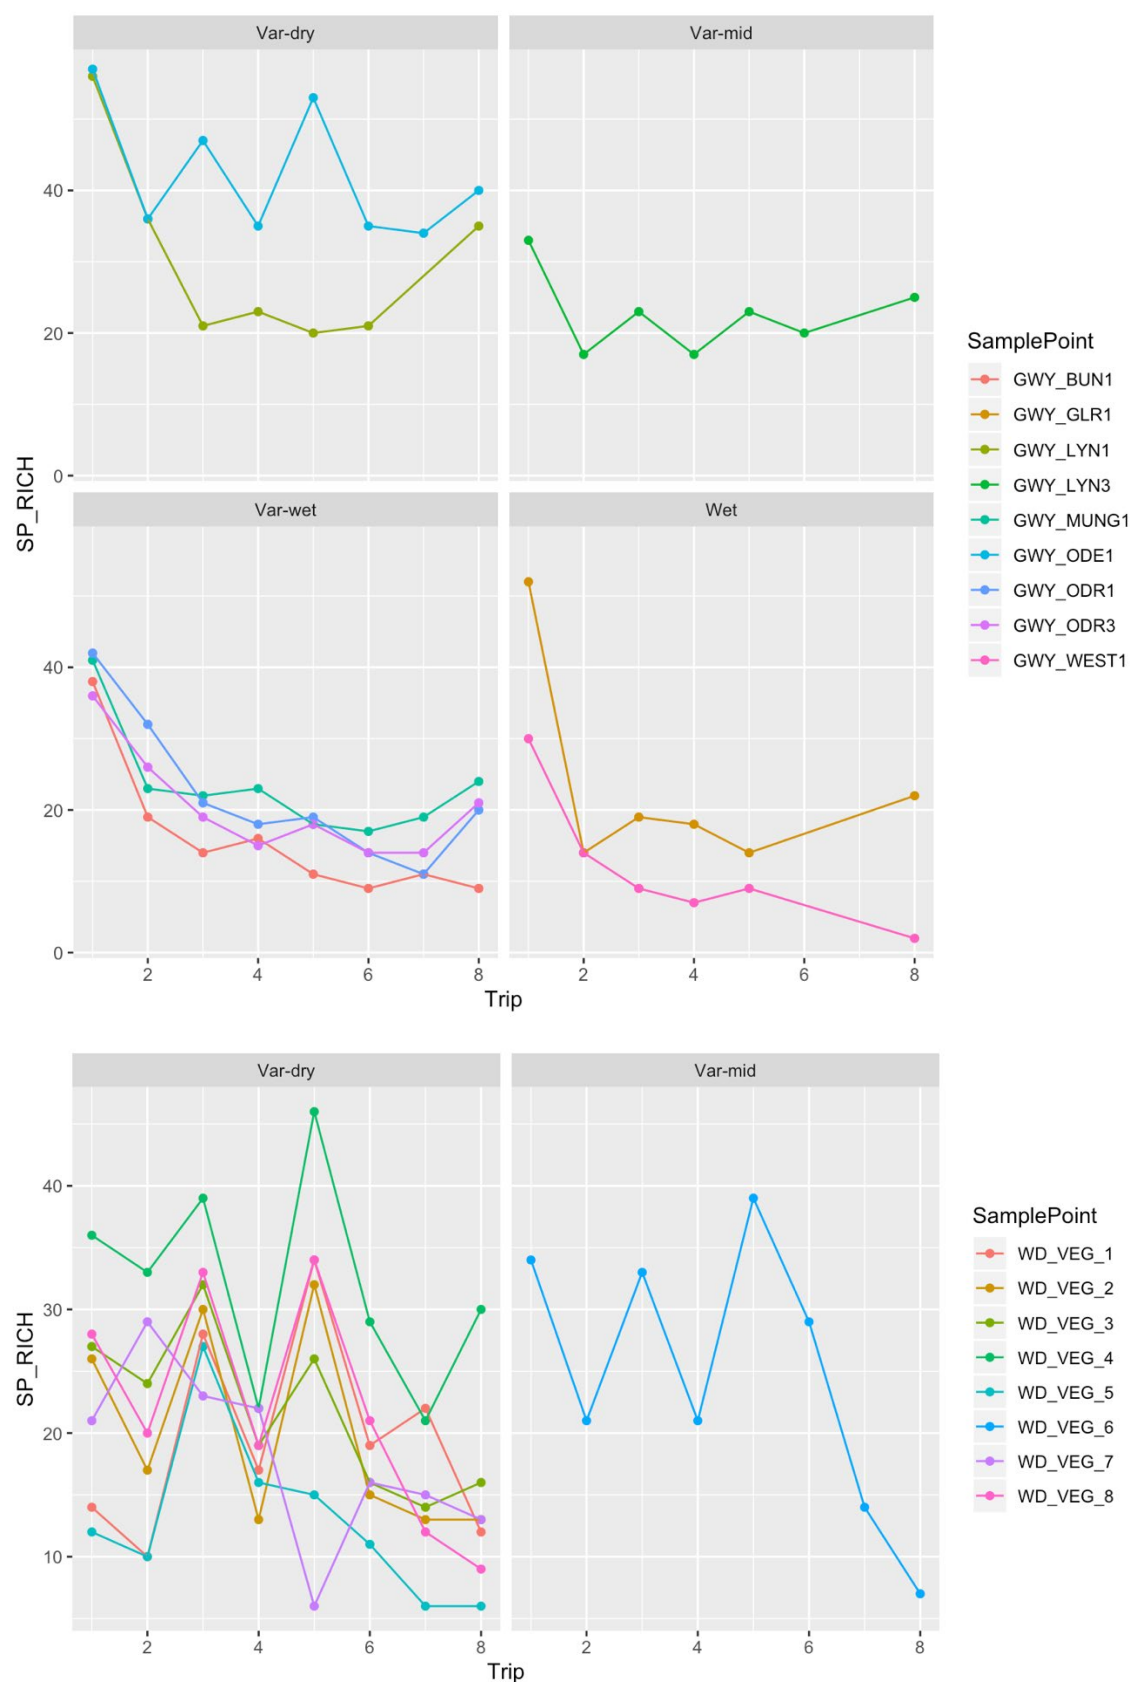 Var-dry
Var-mid
40
20
0
Var-wet
Wet
40
20
0
2 4 6 8
2 4 6 8
SP_RICH
Trip
SamplePoint
GWY_BUN1
GWY_GLR1
GWY_LYN1
GWY_LYN3
GWY_MUNG1
GWY_ODE1
GWY_ODR1
GWY_ODR3
GWY_WEST1
Var-dry
Var-mid
40
30
20
10
2 4 6 8
2 4 6 8
SP_RICH
Trip
SamplePoint
WD_VEG_1
WD_VEG_2
WD_VEG_3
WD_VEG_4
WD_VEG_5
WD_VEG_6
WD_VEG_7
WD_VEG_8